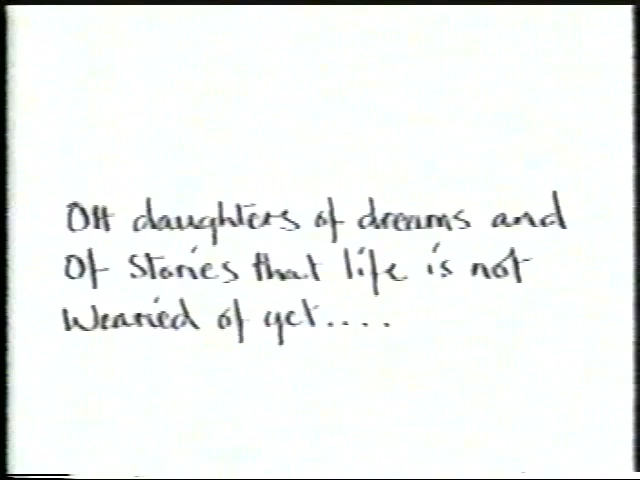 OH daughters of dreams and
Of Stories that life is not
Wearied of yet....